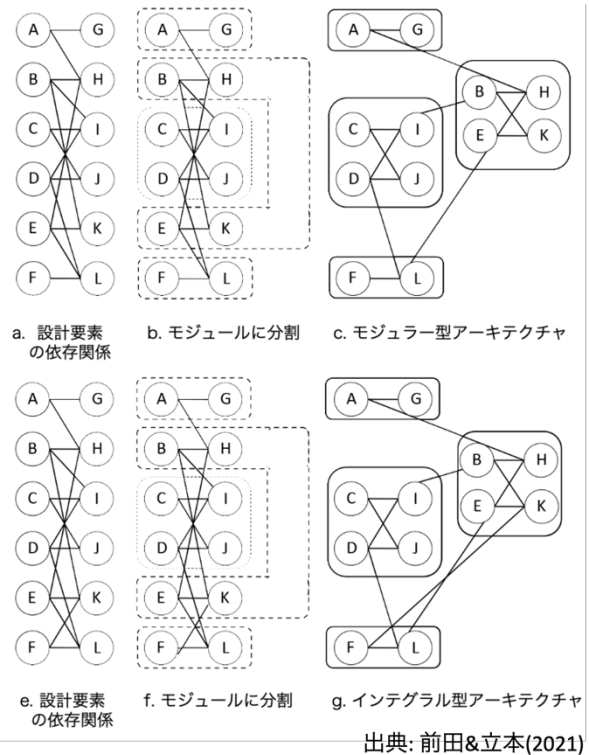 A G
B H
C I
D J
E K
F L
A G
B H
C I
D J
E K
F L
A G
B H
E K
C I
D J
F L
a. 設計要素
の依存関係
b. モジュールに分割
c. モジュラー型アーキテクチャ
A G
B H
C I
D J
E K
F L
A G
B H
C I
D J
E K
F L
A G
B H
E K
C I
D J
F L
e. 設計要素
の依存関係
f. モジュールに分割
g. インテグラル型アーキテクチャ
出典: 前田&立本(2021)